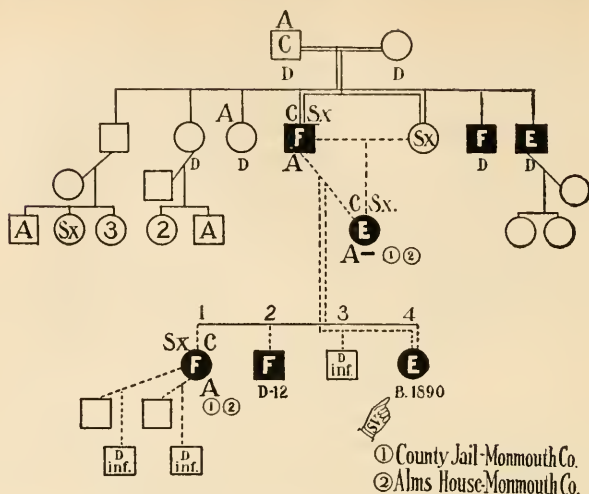 A
C
D D
A C Sx
F Sx F E
D D A D D
C Sx.
A Sx 3 2 A E
A – ① ②
1 2 3 4
Sx C
F F D inf. E
A D-12 B.1890
① ②
D inf. D inf.
① County Jail-Monmouth Co.
② Alms House-Monmouth Co.